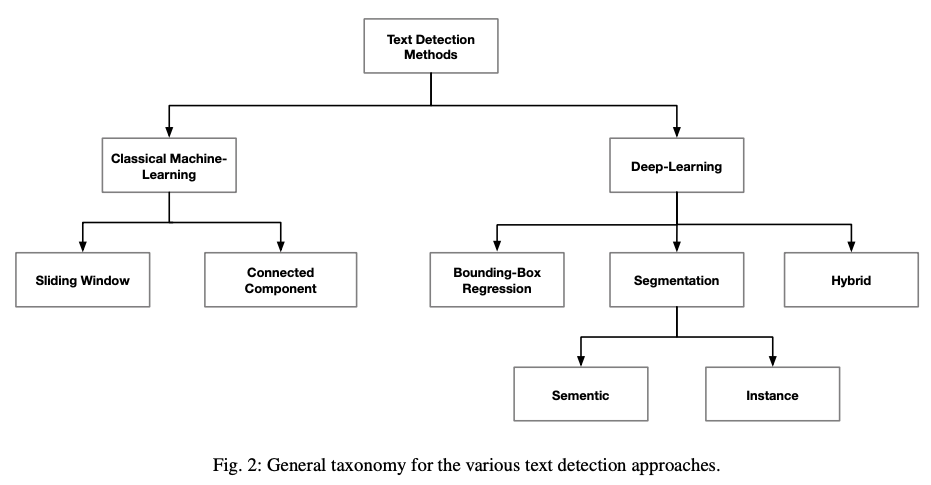 Text Detection
Methods
Classical Machine-
Learning
Deep-Learning
Sliding Window
Connected
Component
Bounding-Box
Regression
Segmentation
Hybrid
Sementic
Instance
Fig. 2: General taxonomy for the various text detection approaches.